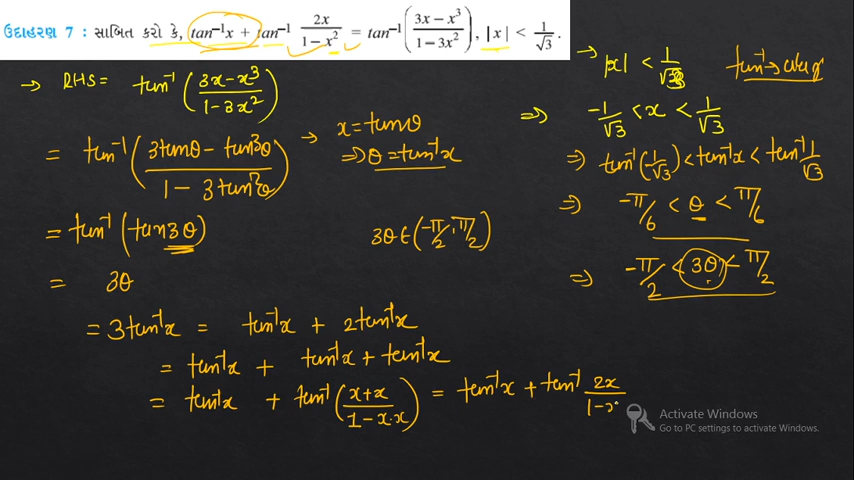 ઉદાહરણ 7 : સાબિત કરો કે, tan⁻¹x + tan⁻¹ 2x/(1 − x²) = tan⁻¹((3x − x³)/(1 − 3x²)), |x| < 1/√3.
→ RHS = tan⁻¹((3x − x³)/(1 − 3x²))
= tan⁻¹((3tanθ − tan³θ)/(1 − 3tan²θ))
→ x = tanθ
⇒ θ = tan⁻¹x
= tan⁻¹(tan3θ)
3θ ∈ (−π/2, π/2)
= 3θ
= 3tan⁻¹x = tan⁻¹x + 2tan⁻¹x
= tan⁻¹x + tan⁻¹x + tan⁻¹x
= tan⁻¹x + tan⁻¹((x+x)/(1−x·x)) = tan⁻¹x + tan⁻¹ 2x/(1−x
→ |x| < 1/√3
tan⁻¹ →
⇒ −1/√3 < x < 1/√3
⇒ tan⁻¹(1/√3) < tan⁻¹x < tan⁻¹ 1/√3
⇒ −π/6 < θ < π/6
⇒ −π/2 < 3θ < π/2
Activate Windows
Go to PC settings to activate Windows.